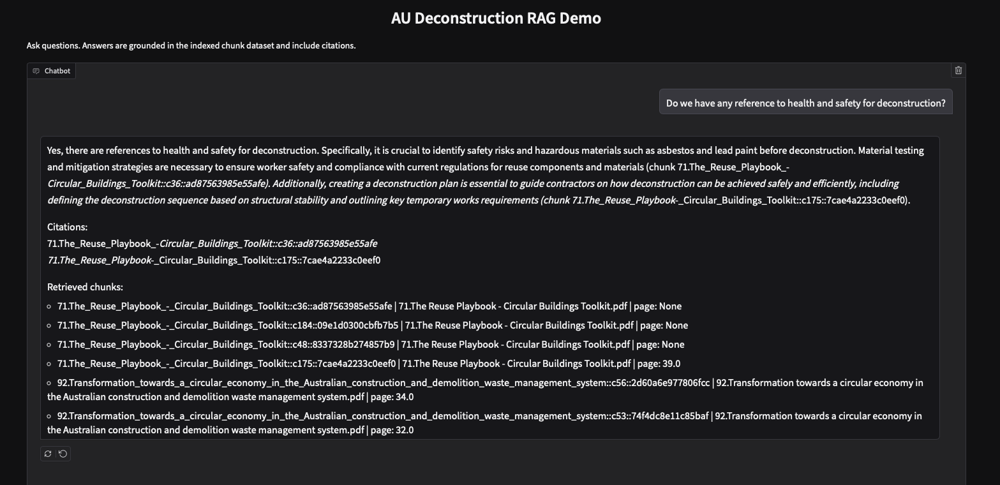 AU Deconstruction RAG Demo
Ask questions. Answers are grounded in the indexed chunk dataset and include citations.
Chatbot
Do we have any reference to health and safety for deconstruction?
Yes, there are references to health and safety for deconstruction. Specifically, it is crucial to identify safety risks and hazardous materials such as asbestos and lead paint before deconstruction. Material testing
and mitigation strategies are necessary to ensure worker safety and compliance with current regulations for reuse components and materials (chunk 71.The_Reuse_Playbook_-
Circular_Buildings_Toolkit::c36::ad87563985e55afe). Additionally, creating a deconstruction plan is essential to guide contractors on how deconstruction can be achieved safely and efficiently, including
defining the deconstruction sequence based on structural stability and outlining key temporary works requirements (chunk 71.The_Reuse_Playbook-_Circular_Buildings_Toolkit::c175::7cae4a2233c0eef0).
Citations:
71.The_Reuse_Playbook_-Circular_Buildings_Toolkit::c36::ad87563985e55afe
71.The_Reuse_Playbook-_Circular_Buildings_Toolkit::c175::7cae4a2233c0eef0
Retrieved chunks:
71.The_Reuse_Playbook_-_Circular_Buildings_Toolkit::c36::ad87563985e55afe | 71.The Reuse Playbook - Circular Buildings Toolkit.pdf | page: None
71.The_Reuse_Playbook_-_Circular_Buildings_Toolkit::c184::09e1d0300cbfb7b5 | 71.The Reuse Playbook - Circular Buildings Toolkit.pdf | page: None
71.The_Reuse_Playbook_-_Circular_Buildings_Toolkit::c48::8337328b274857b9 | 71.The Reuse Playbook - Circular Buildings Toolkit.pdf | page: None
71.The_Reuse_Playbook_-_Circular_Buildings_Toolkit::c175::7cae4a2233c0eef0 | 71.The Reuse Playbook - Circular Buildings Toolkit.pdf | page: 39.0
92.Transformation_towards_a_circular_economy_in_the_Australian_construction_and_demolition_waste_management_system::c56::2d60a6e977806fcc | 92.Transformation towards a circular economy in
the Australian construction and demolition waste management system.pdf | page: 34.0
92.Transformation_towards_a_circular_economy_in_the_Australian_construction_and_demolition_waste_management_system::c53::74f4dc8e11c85baf | 92.Transformation towards a circular economy in
the Australian construction and demolition waste management system.pdf | page: 32.0